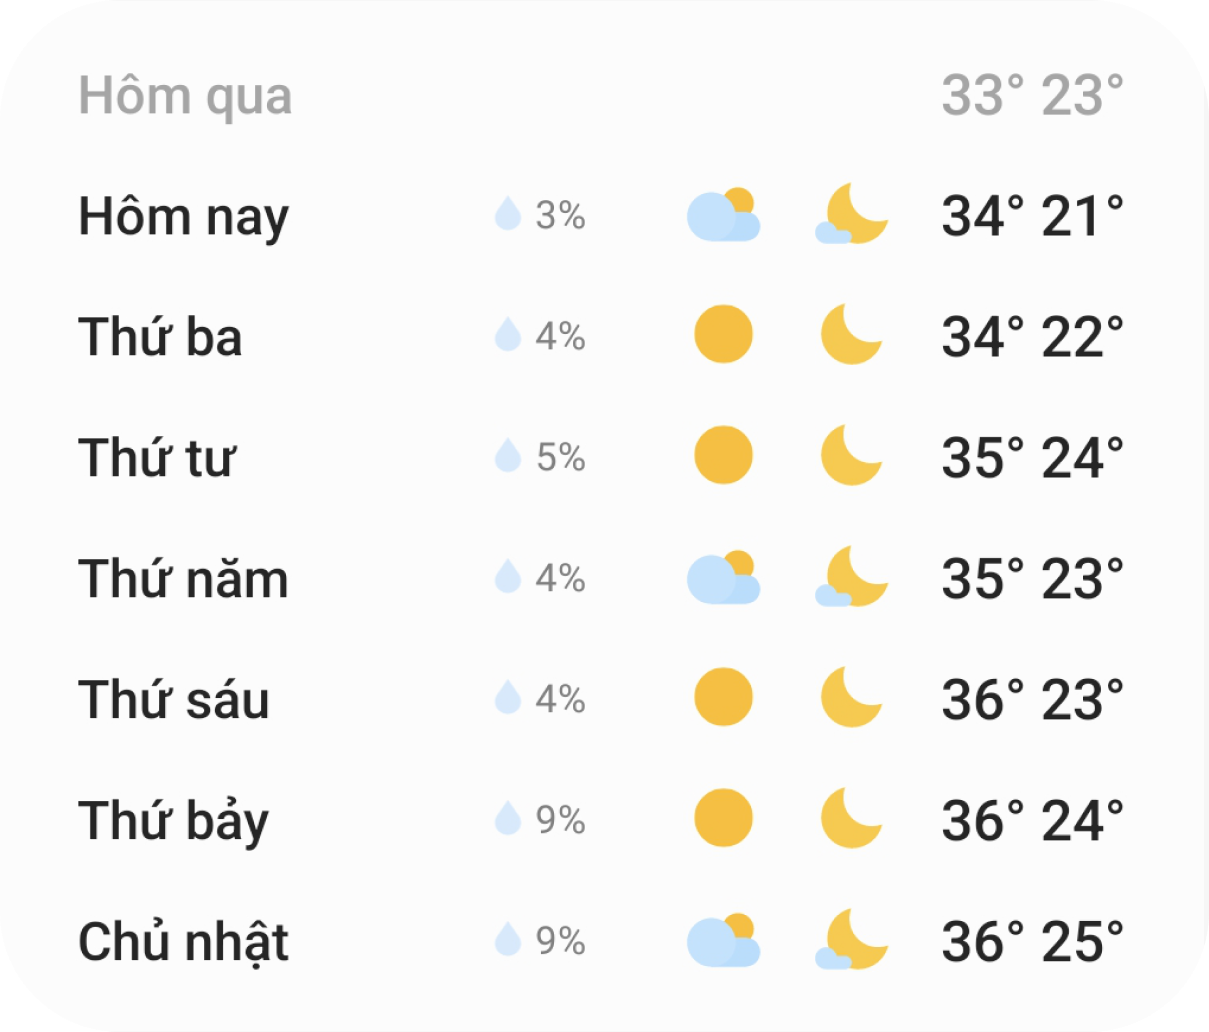 Hôm qua 33° 23°
Hôm nay 3% 34° 21°
Thứ ba 4% 34° 22°
Thứ tư 5% 35° 24°
Thứ năm 4% 35° 23°
Thứ sáu 4% 36° 23°
Thứ bảy 9% 36° 24°
Chủ nhật 9% 36° 25°